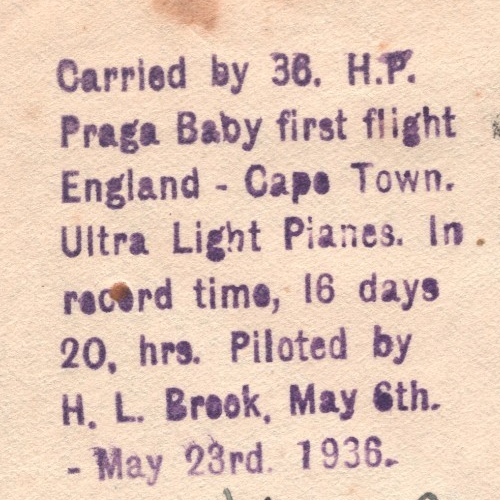 Carried by 36. H.P.
Praga Baby first flight
England - Cape Town.
Ultra Light Planes. In
record time, 16 days
20, hrs. Piloted by
H. L. Brook, May 6th.
- May 23rd. 1936.